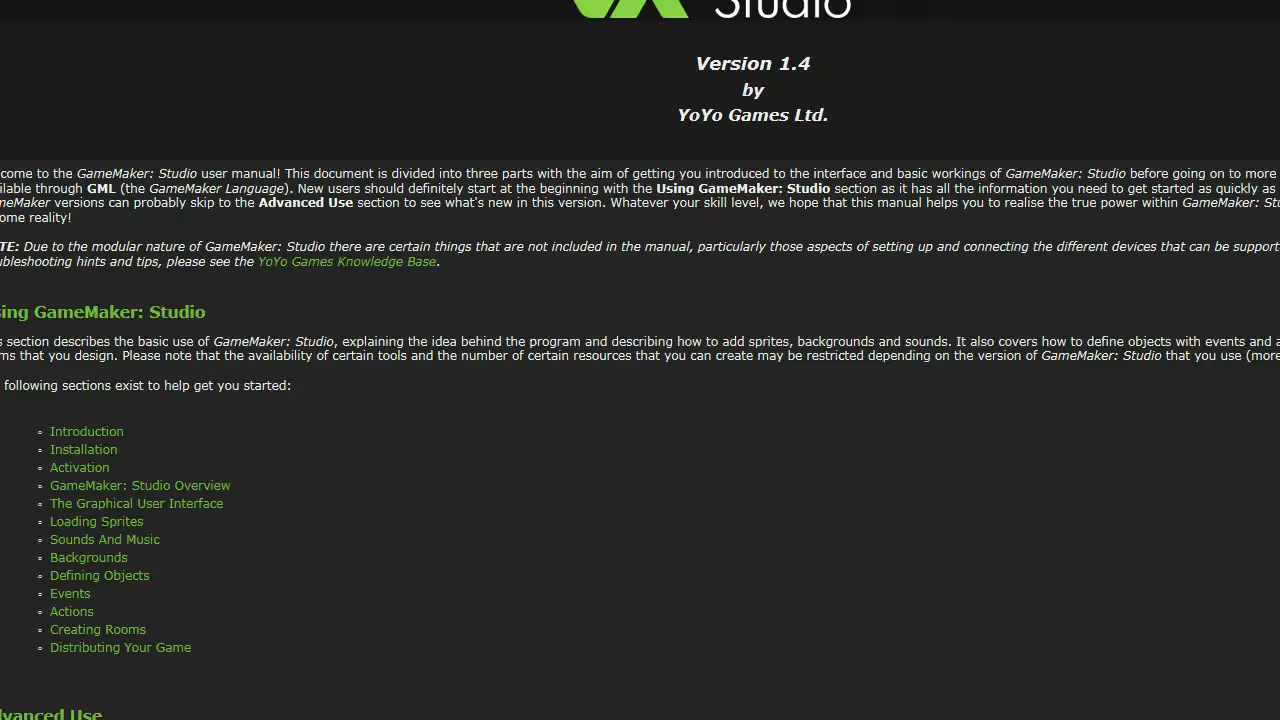 Studio
Version 1.4
by
YoYo Games Ltd.
come to the GameMaker: Studio user manual! This document is divided into three parts with the aim of getting you introduced to the interface and basic workings of GameMaker: Studio before going on to more
ilable through GML (the GameMaker Language). New users should definitely start at the beginning with the Using GameMaker: Studio section as it has all the information you need to get started as quickly as
meMaker versions can probably skip to the Advanced Use section to see what's new in this version. Whatever your skill level, we hope that this manual helps you to realise the true power within GameMaker: Stu
ome reality!
TE: Due to the modular nature of GameMaker: Studio there are certain things that are not included in the manual, particularly those aspects of setting up and connecting the different devices that can be support
ubleshooting hints and tips, please see the YoYo Games Knowledge Base.
sing GameMaker: Studio
s section describes the basic use of GameMaker: Studio, explaining the idea behind the program and describing how to add sprites, backgrounds and sounds. It also covers how to define objects with events and a
ms that you design. Please note that the availability of certain tools and the number of certain resources that you can create may be restricted depending on the version of GameMaker: Studio that you use (more
following sections exist to help get you started:
Introduction
Installation
Activation
GameMaker: Studio Overview
The Graphical User Interface
Loading Sprites
Sounds And Music
Backgrounds
Defining Objects
Events
Actions
Creating Rooms
Distributing Your Game
dvanced Use